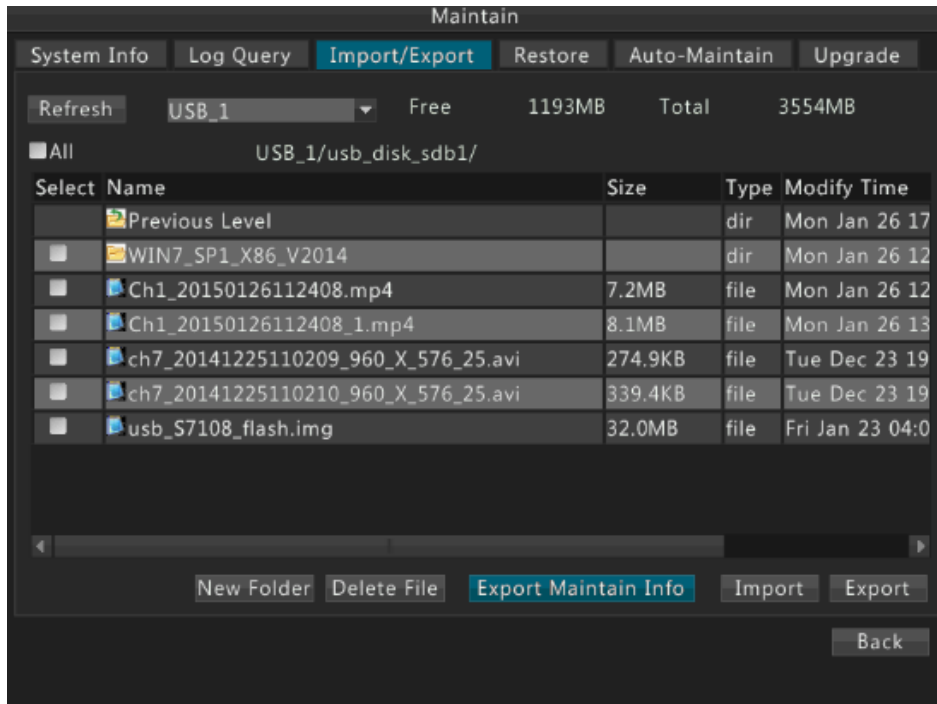 Maintain
System Info Log Query Import/Export Restore Auto-Maintain Upgrade
Refresh USB_1 Free 1193MB Total 3554MB
All USB_1/usb_disk_sdb1/
Select Name Size Type Modify Time
Previous Level dir Mon Jan 26 17
WIN7_SP1_X86_V2014 dir Mon Jan 26 12
Ch1_20150126112408.mp4 7.2MB file Mon Jan 26 12
Ch1_20150126112408_1.mp4 8.1MB file Mon Jan 26 13
ch7_20141225110209_960_X_576_25.avi 274.9KB file Tue Dec 23 19
ch7_20141225110210_960_X_576_25.avi 339.4KB file Tue Dec 23 19
usb_S7108_flash.img 32.0MB file Fri Jan 23 04:0
New Folder Delete File Export Maintain Info Import Export
Back